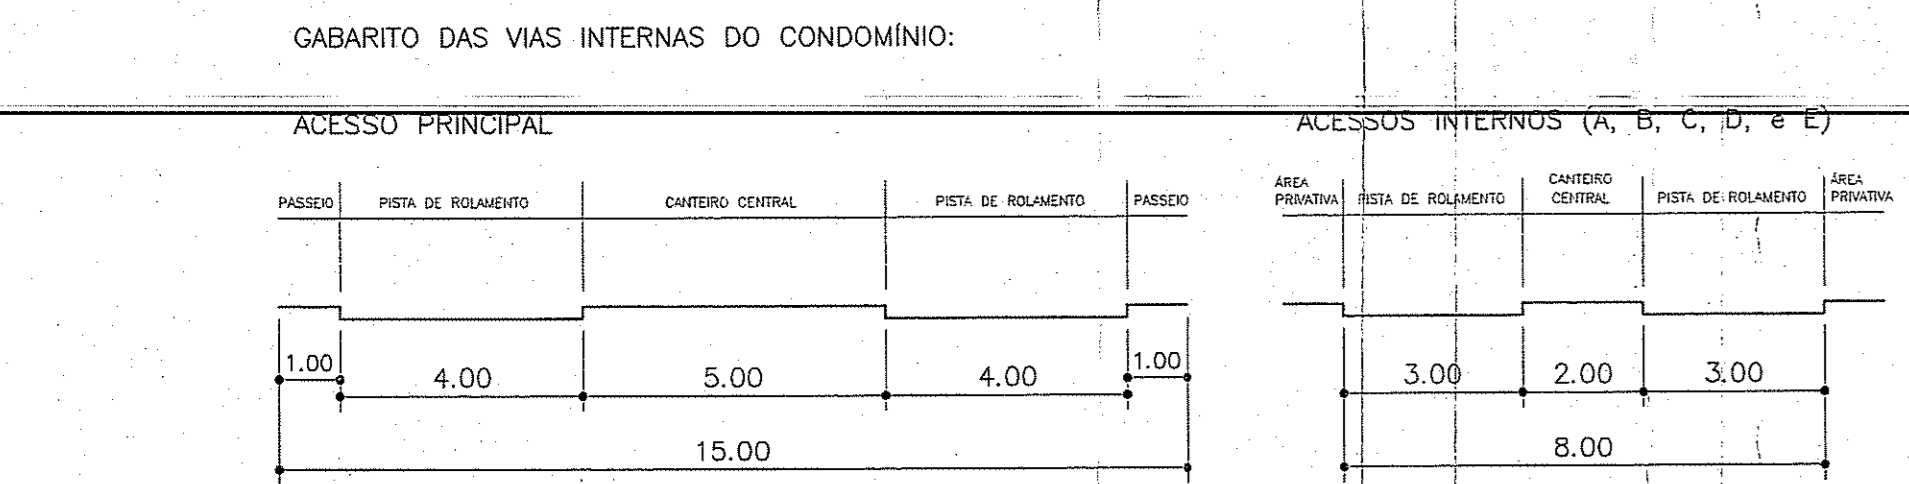 GABARITO DAS VIAS INTERNAS DO CONDOMÍNIO:
ACESSO PRINCIPAL
PASSEIO PISTA DE ROLAMENTO CANTEIRO CENTRAL PISTA DE ROLAMENTO PASSEIO
1.00 4.00 5.00 4.00 1.00
15.00
ACESSOS INTERNOS (A, B, C, D, e E)
ÁREA PRIVATIVA PISTA DE ROLAMENTO CANTEIRO CENTRAL PISTA DE ROLAMENTO ÁREA PRIVATIVA
3.00 2.00 3.00
8.00